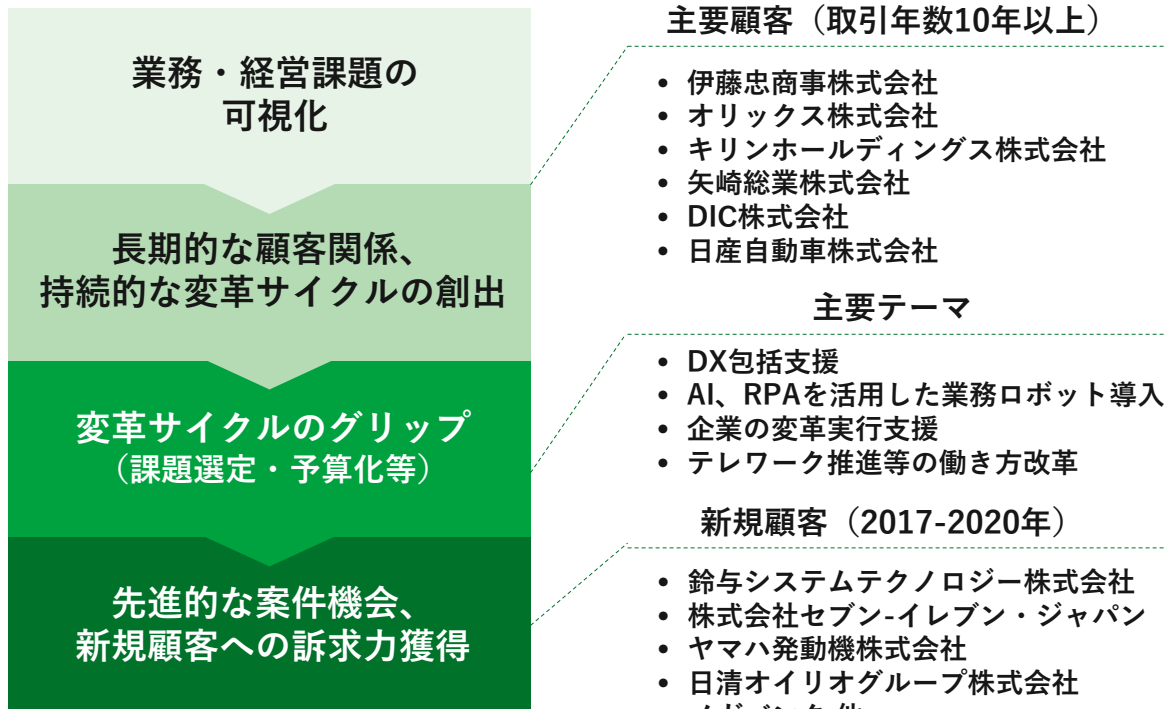 業務・経営課題の
可視化
長期的な顧客関係、
持続的な変革サイクルの創出
変革サイクルのグリップ
（課題選定・予算化等）
先進的な案件機会、
新規顧客への訴求力獲得
主要顧客（取引年数10年以上）
• 伊藤忠商事株式会社
• オリックス株式会社
• キリンホールディングス株式会社
• 矢崎総業株式会社
• DIC株式会社
• 日産自動車株式会社
主要テーマ
• DX包括支援
• AI、RPAを活用した業務ロボット導入
• 企業の変革実行支援
• テレワーク推進等の働き方改革
新規顧客（2017-2020年）
• 鈴与システムテクノロジー株式会社
• 株式会社セブン-イレブン・ジャパン
• ヤマハ発動機株式会社
• 日清オイリオグループ株式会社